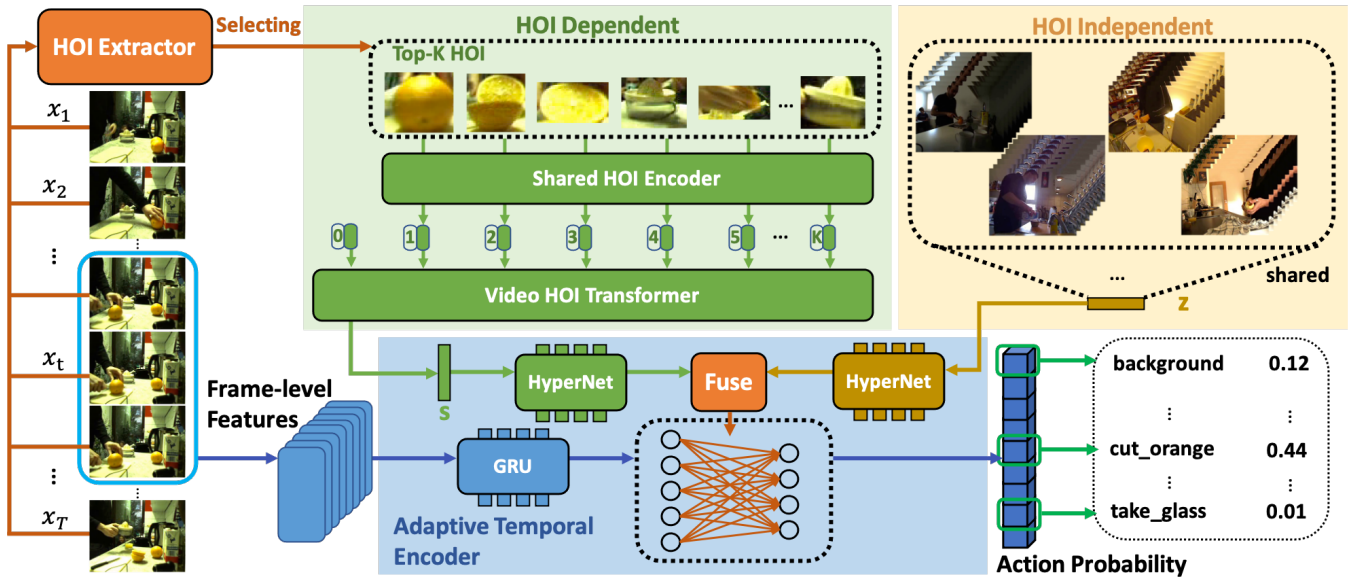 HOI Extractor
Selecting
HOI Dependent
Top-K HOI
...
Shared HOI Encoder
0 1 2 3 4 5 ... K
Video HOI Transformer
HOI Independent
...
shared
z
x₁
x₂
...
xₜ
...
x_T
Frame-level
Features
s
HyperNet
Fuse
HyperNet
GRU
Adaptive Temporal
Encoder
background 0.12
... ...
cut_orange 0.44
... ...
take_glass 0.01
Action Probability